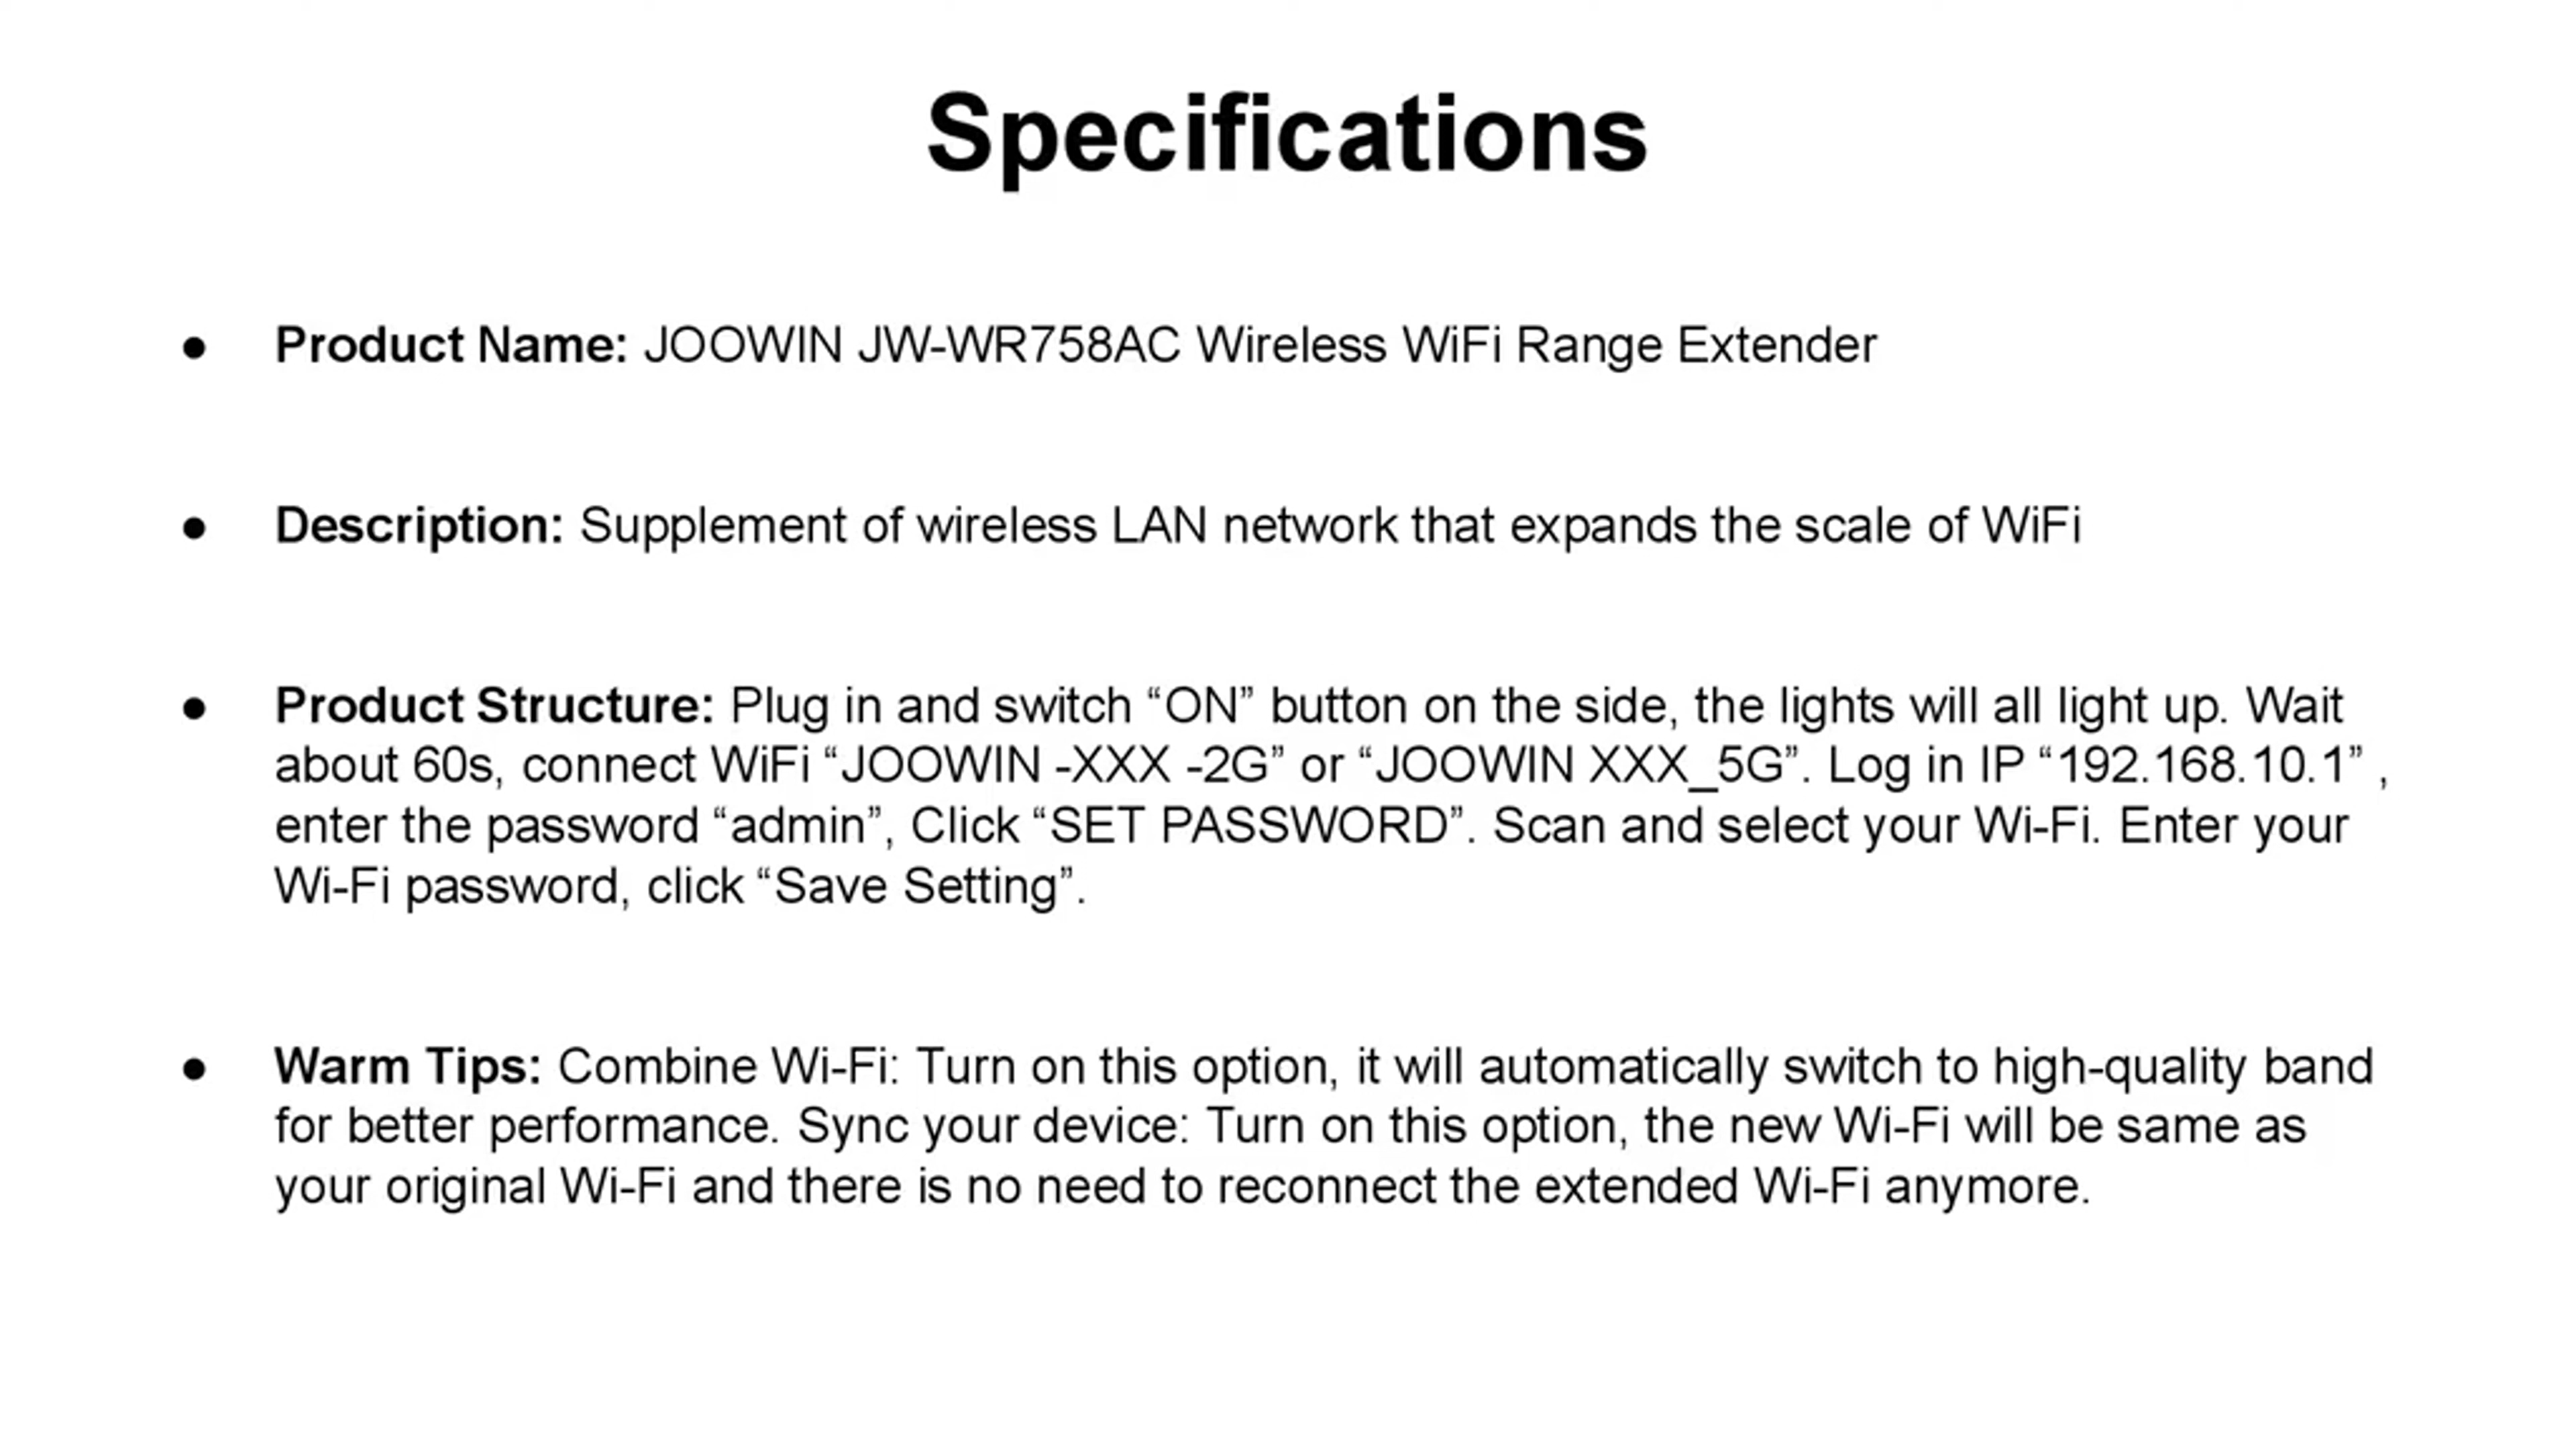 Specifications
● Product Name: JOOWIN JW-WR758AC Wireless WiFi Range Extender
● Description: Supplement of wireless LAN network that expands the scale of WiFi
● Product Structure: Plug in and switch “ON” button on the side, the lights will all light up. Wait
about 60s, connect WiFi “JOOWIN -XXX -2G” or “JOOWIN XXX_5G”. Log in IP “192.168.10.1” ,
enter the password “admin”, Click “SET PASSWORD”. Scan and select your Wi-Fi. Enter your
Wi-Fi password, click “Save Setting”.
● Warm Tips: Combine Wi-Fi: Turn on this option, it will automatically switch to high-quality band
for better performance. Sync your device: Turn on this option, the new Wi-Fi will be same as
your original Wi-Fi and there is no need to reconnect the extended Wi-Fi anymore.